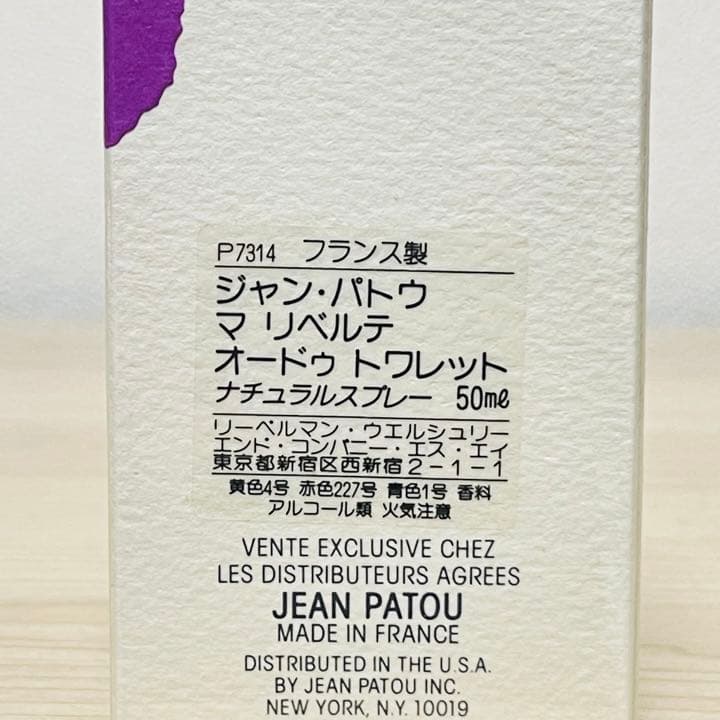 P7314 フランス製
ジャン・パトウ
マ リベルテ
オードゥ トワレット
ナチュラルスプレー 50ml
リーベルマン・ウエルシュリー
エンド・コンパニー・エス・エイ
東京都新宿区西新宿2-1-1
黄色4号 赤色227号 青色1号 香料
アルコール類 火気注意
VENTE EXCLUSIVE CHEZ
LES DISTRIBUTEURS AGREES
JEAN PATOU
MADE IN FRANCE
DISTRIBUTED IN THE U.S.A.
BY JEAN PATOU INC.
NEW YORK, N.Y. 10019